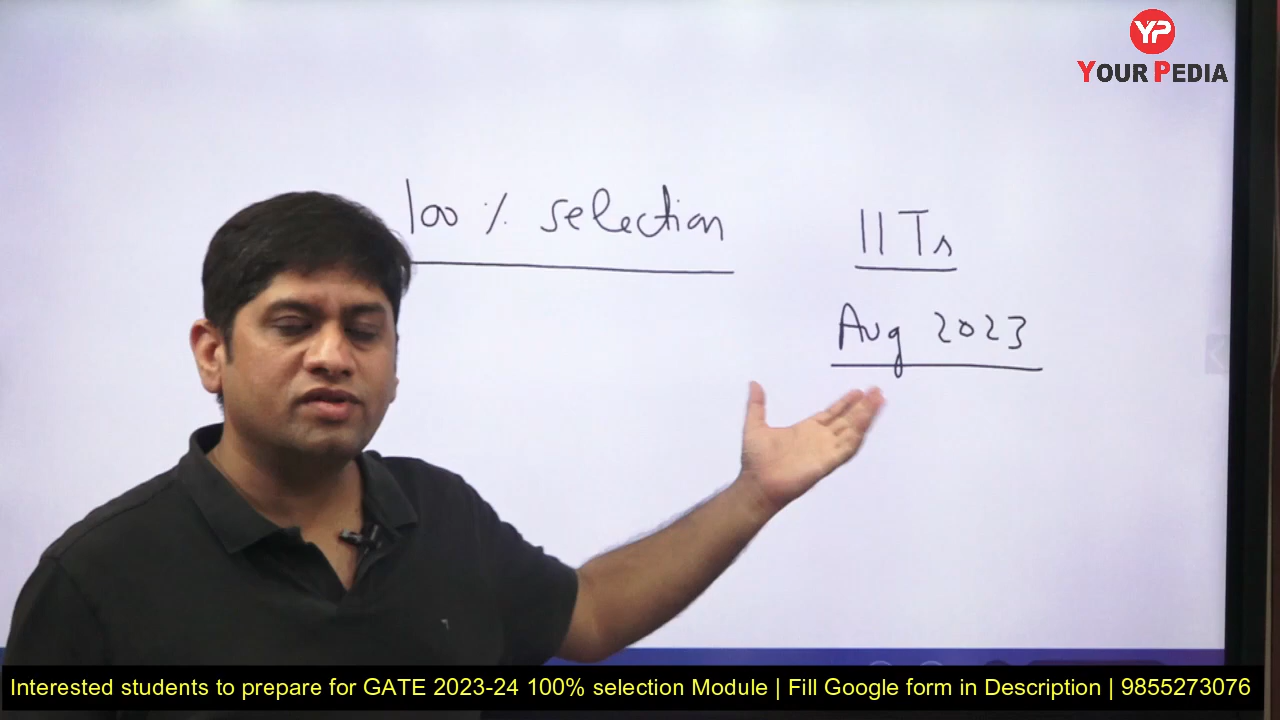 YP
YOUR PEDIA
100 % selection
IITs
Aug 2023
Interested students to prepare for GATE 2023-24 100% selection Module | Fill Google form in Description | 9855273076